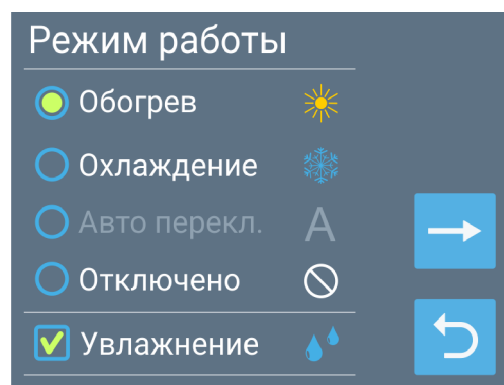 Режим работы
Обогрев
Охлаждение
Авто перекл. А
Отключено
Увлажнение